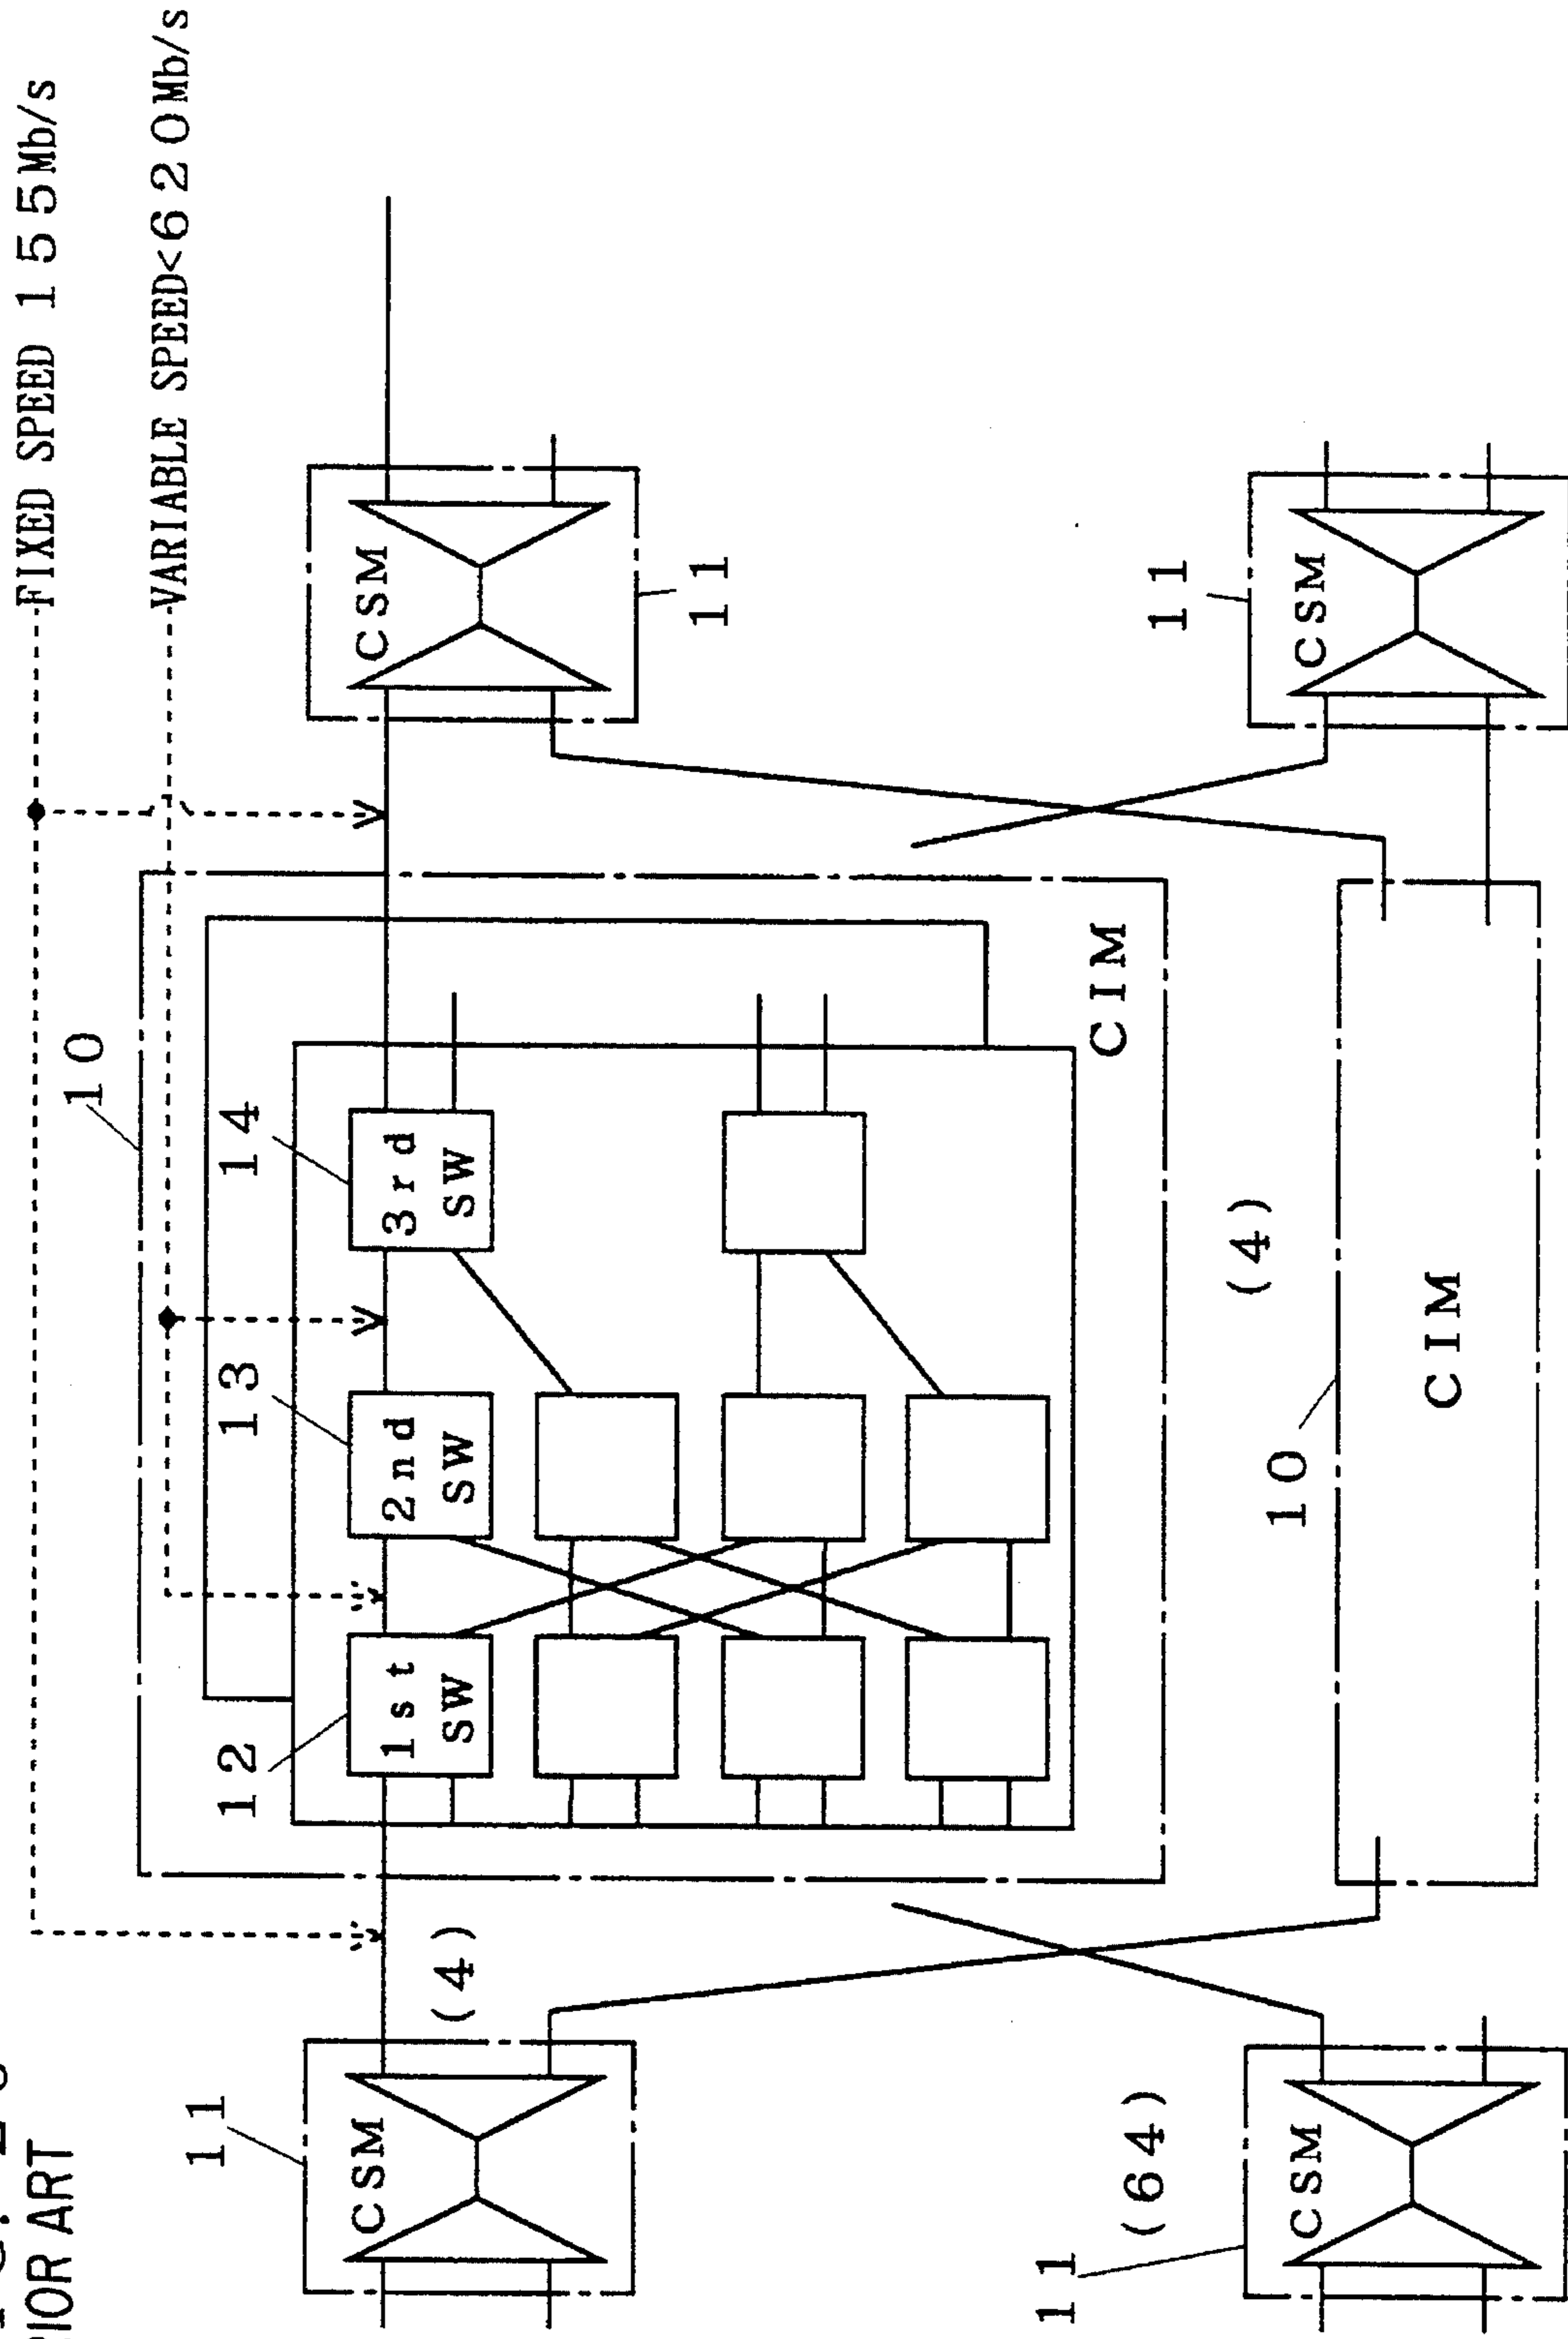 PRIOR ART
FIXED SPEED 155Mb/s
VARIABLE SPEED<620Mb/s
10
11
12
13
14
CSM
(4)
1st
SW
2nd
SW
3rd
SW
CSM
11
CIM
11
(64)
(4)
11
10
CSM
CIM
CSM